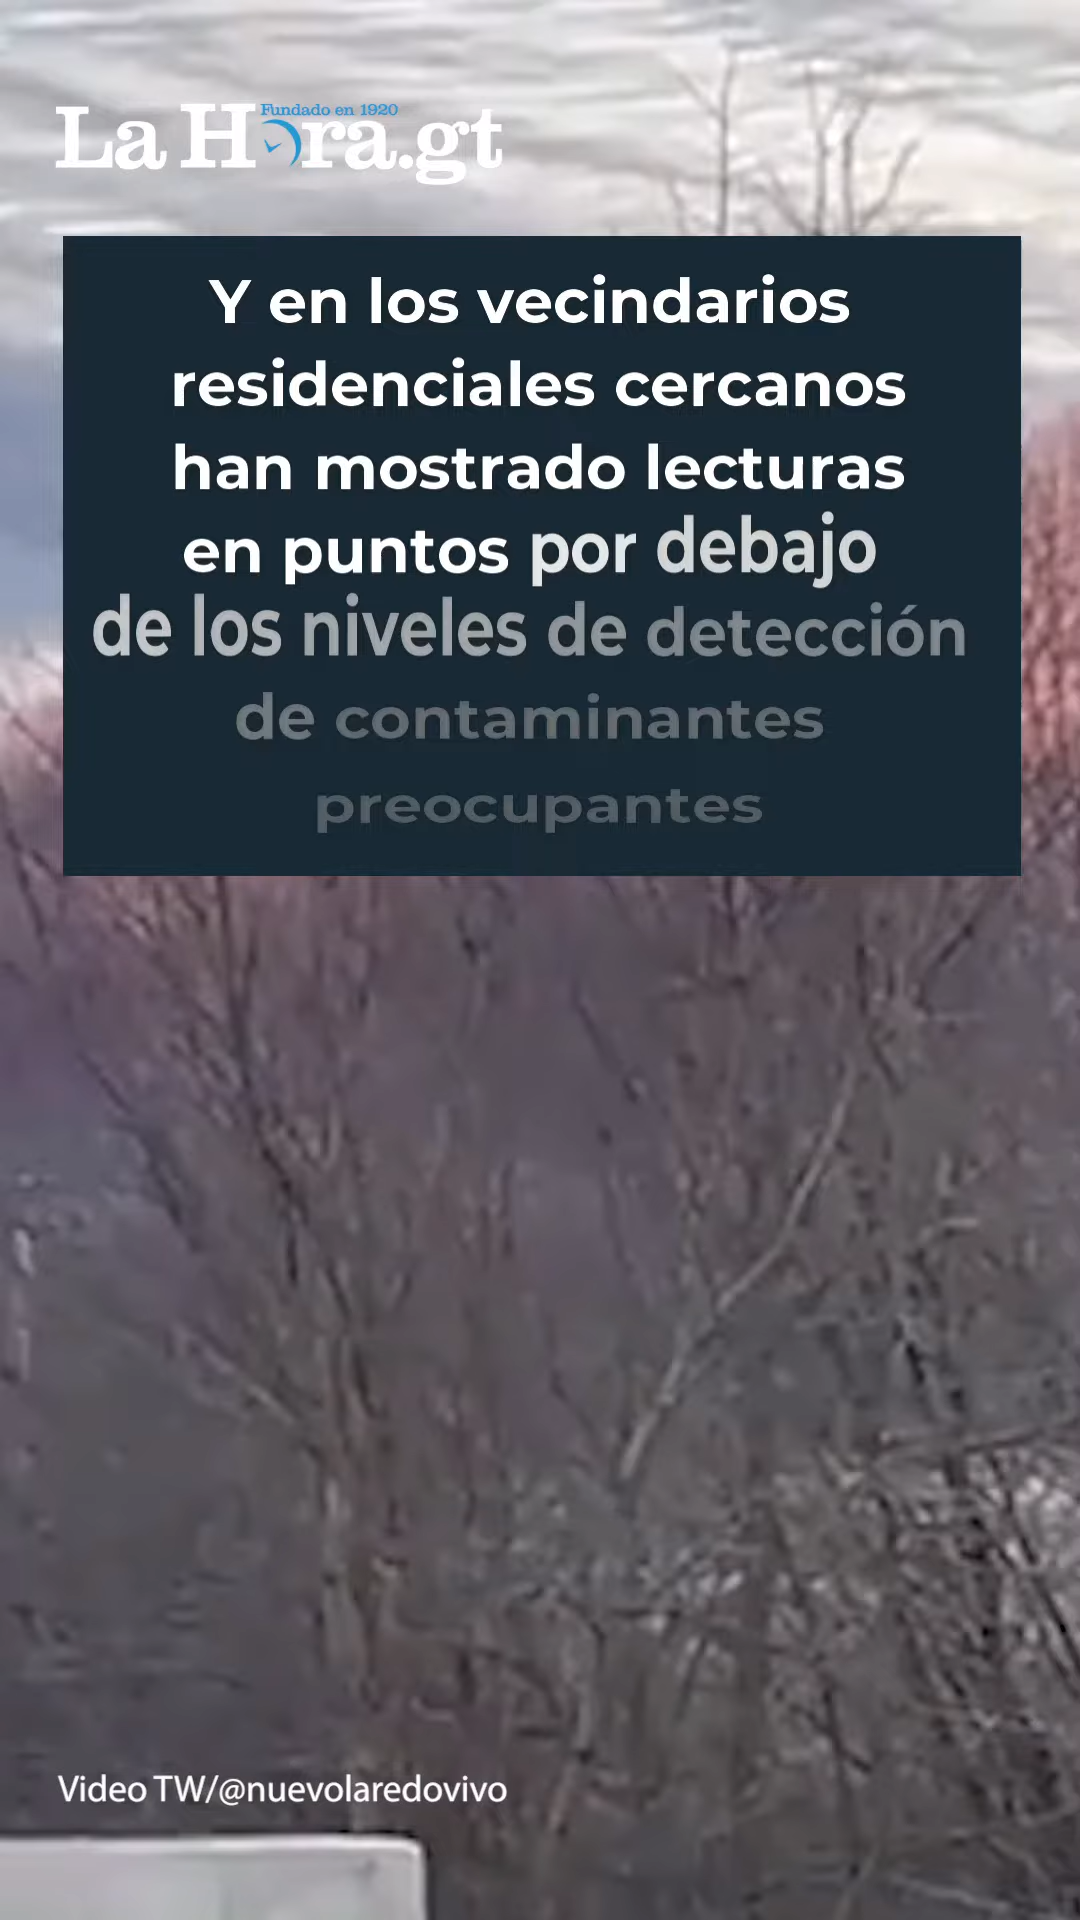 La Hora.gt
Fundado en 1920
Y en los vecindarios
residenciales cercanos
han mostrado lecturas
en puntos por debajo
de los niveles de detección
de contaminantes
preocupantes
Video TW/@nuevolaredovivo